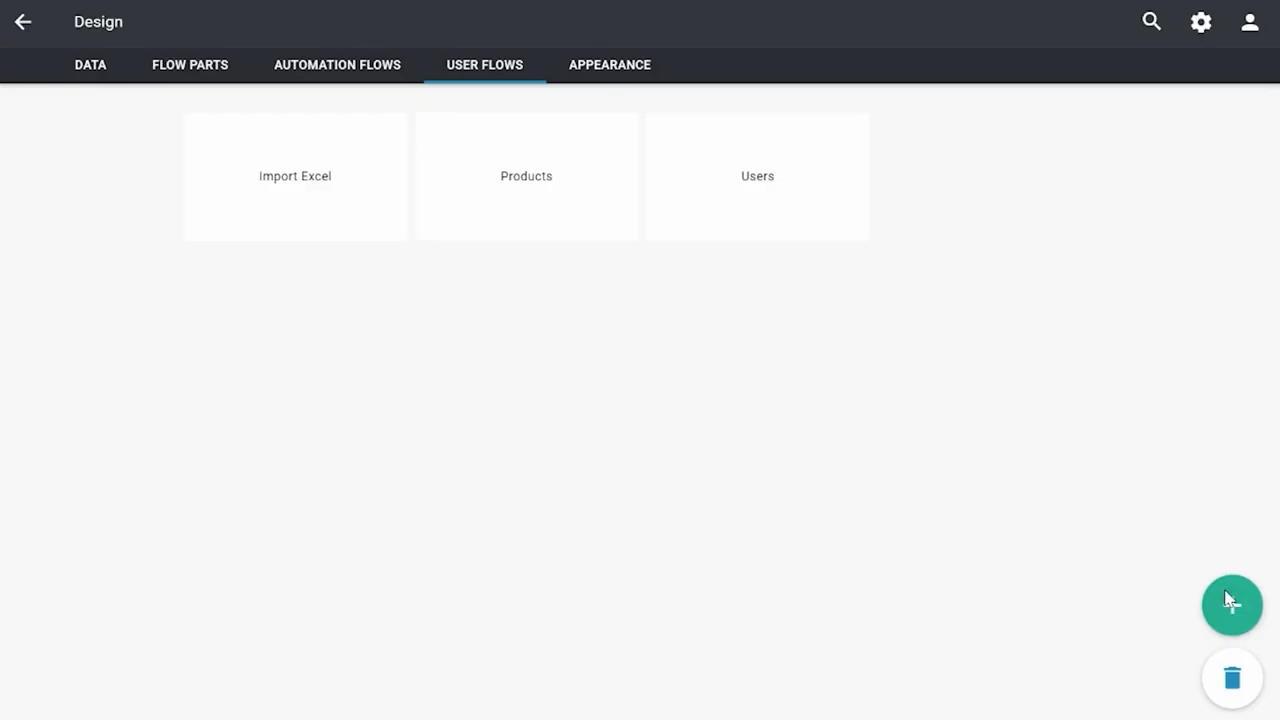 Design
DATA FLOW PARTS AUTOMATION FLOWS USER FLOWS APPEARANCE
Import Excel Products Users